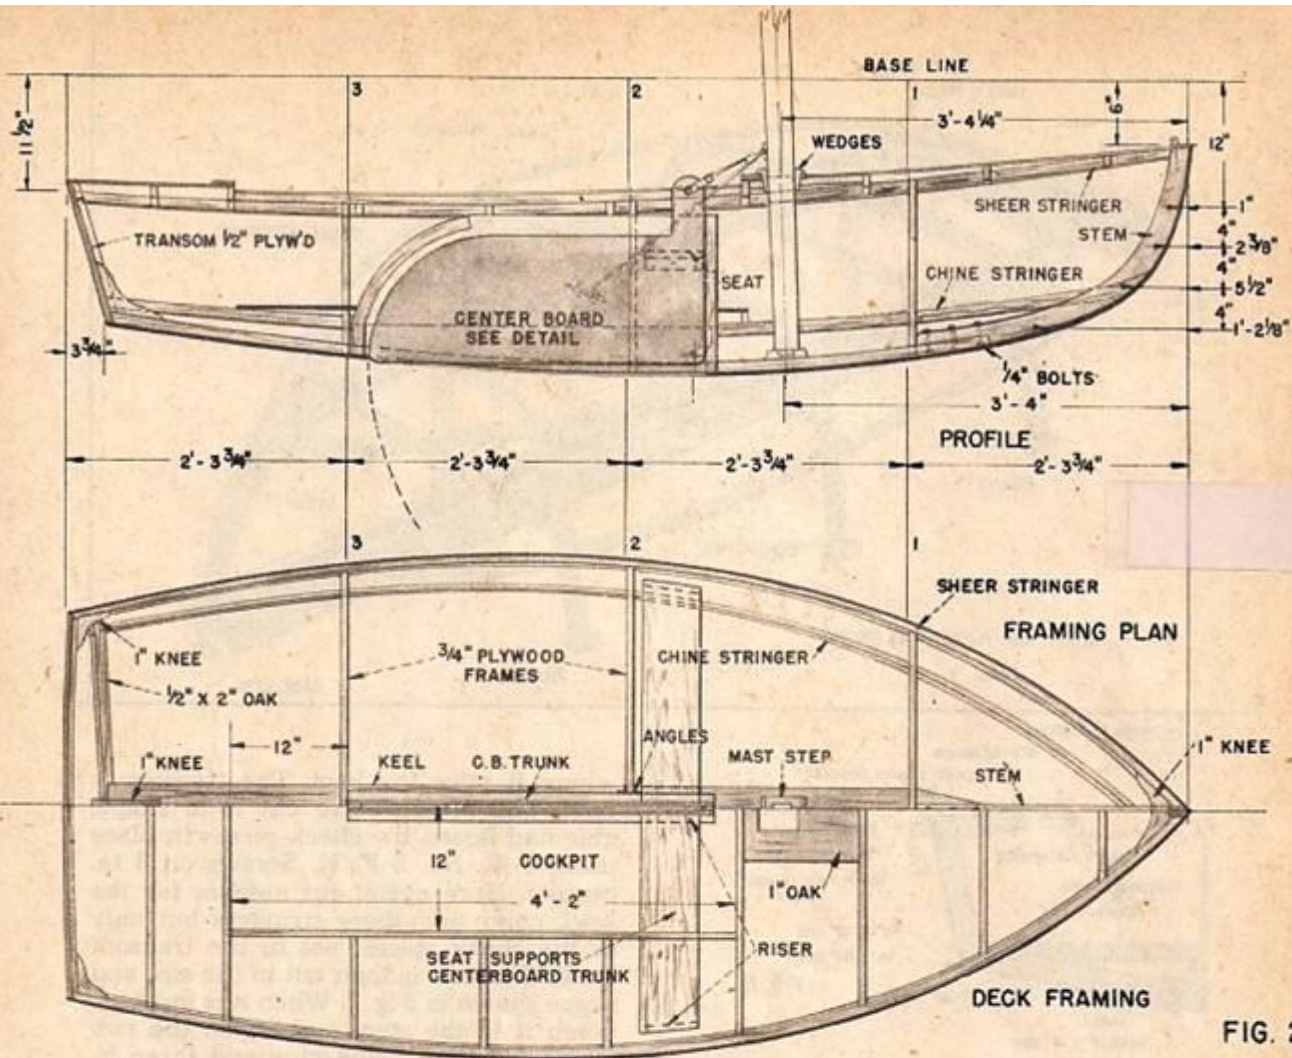 BASE LINE
3
2
1
11 1/2"
6"
3'-4 1/4"
12"
WEDGES
SHEER STRINGER
1"
4"
STEM
2 3/8"
TRANSOM 1/2" PLYW'D
4"
CHINE STRINGER
5 1/2"
SEAT
4"
CENTER BOARD
SEE DETAIL
1'-2 1/8"
3 3/4"
1/4" BOLTS
3'-4"
PROFILE
2'-3 3/4"
2'-3 3/4"
2'-3 3/4"
2'-3 3/4"
3
2
1
SHEER STRINGER
FRAMING PLAN
1" KNEE
3/4" PLYWOOD
FRAMES
CHINE STRINGER
1/2" X 2" OAK
12"
ANGLES
1" KNEE
KEEL
C.B. TRUNK
MAST STEP
STEM
1" KNEE
12"
COCKPIT
4'-2"
1" OAK
SEAT SUPPORTS
CENTERBOARD TRUNK
RISER
DECK FRAMING
FIG. 2